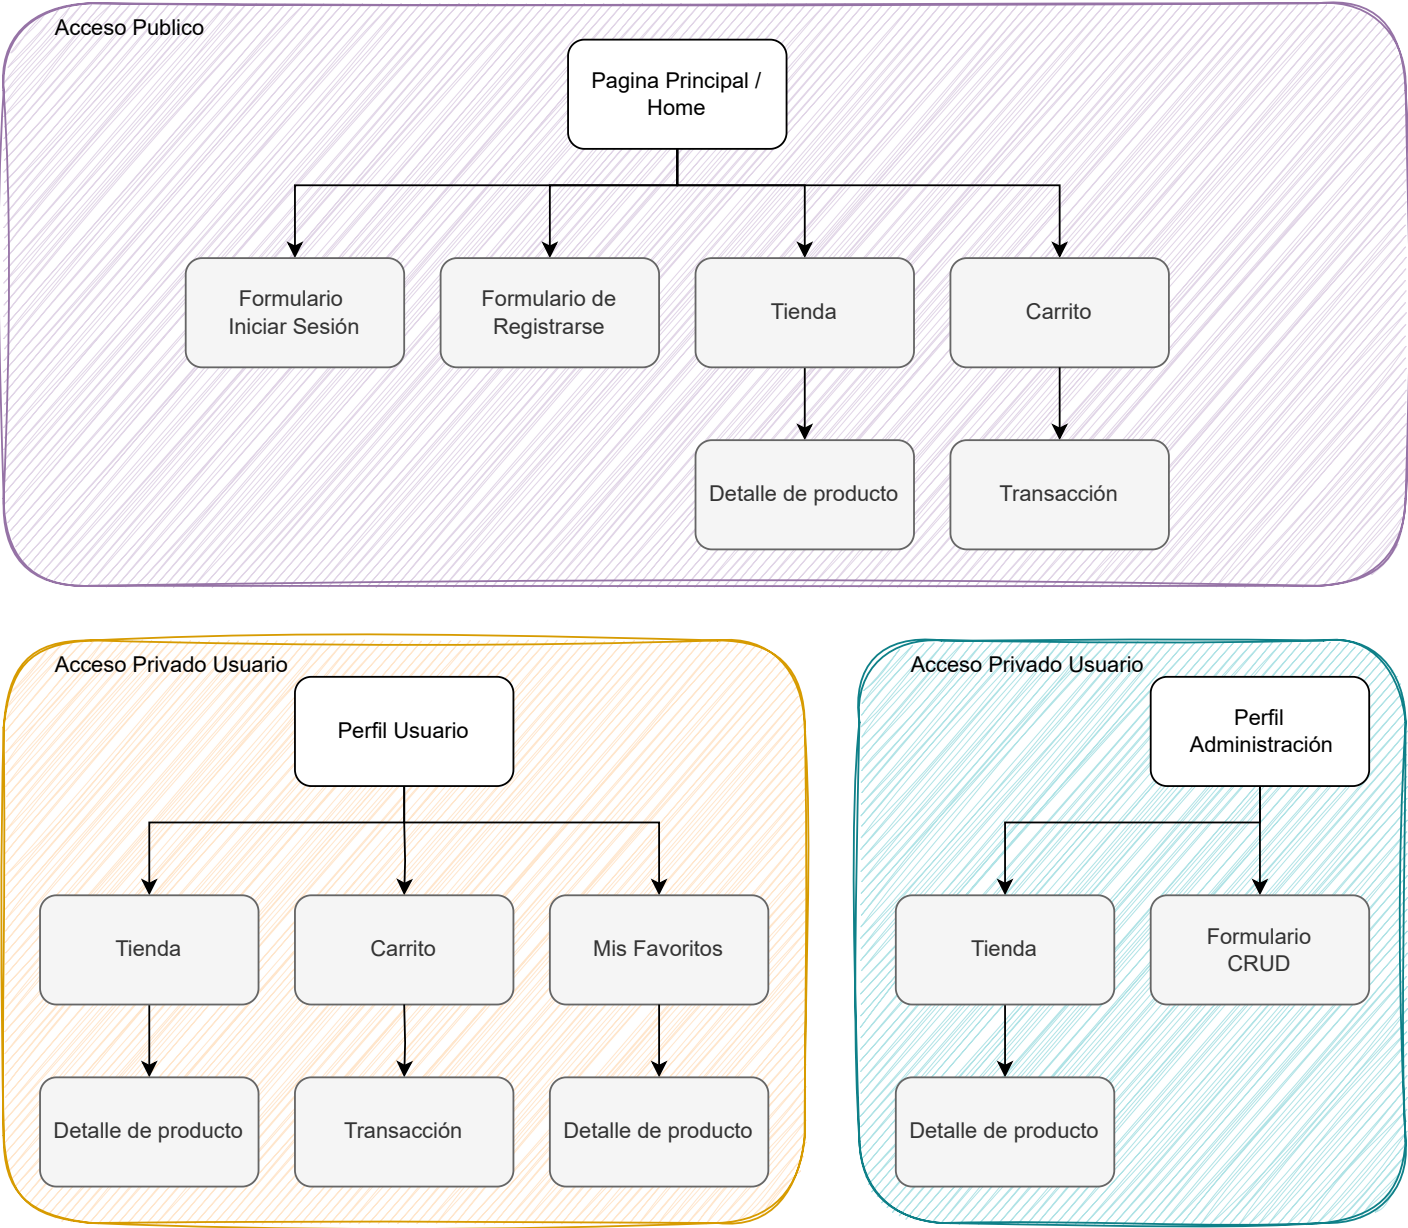 Acceso Publico
Pagina Principal /
Home
Formulario
Iniciar Sesión
Formulario de
Registrarse
Tienda
Carrito
Detalle de producto
Transacción
Acceso Privado Usuario
Perfil Usuario
Tienda
Carrito
Mis Favoritos
Detalle de producto
Transacción
Detalle de producto
Acceso Privado Usuario
Perfil
Administración
Tienda
Formulario
CRUD
Detalle de producto